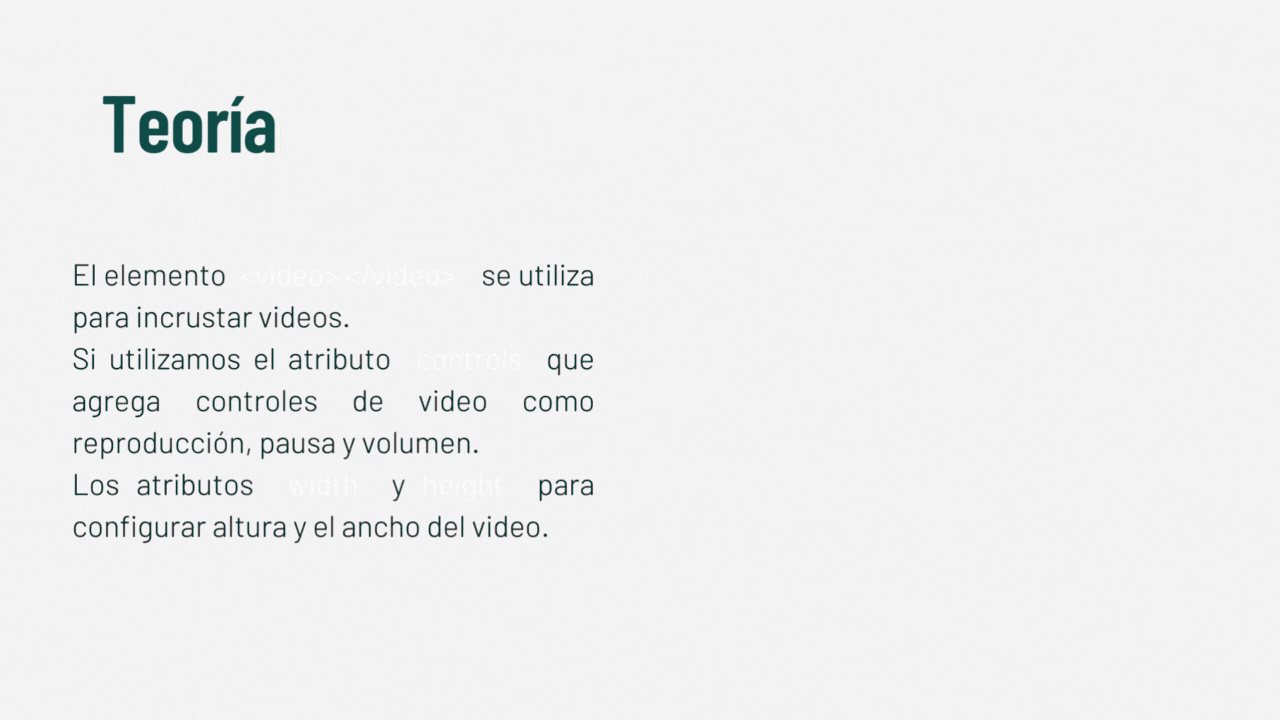 Teoría
El elemento <video> </video> se utiliza
para incrustar videos.
Si utilizamos el atributo controls que
agrega controles de video como
reproducción, pausa y volumen.
Los atributos width y height para
configurar altura y el ancho del video.